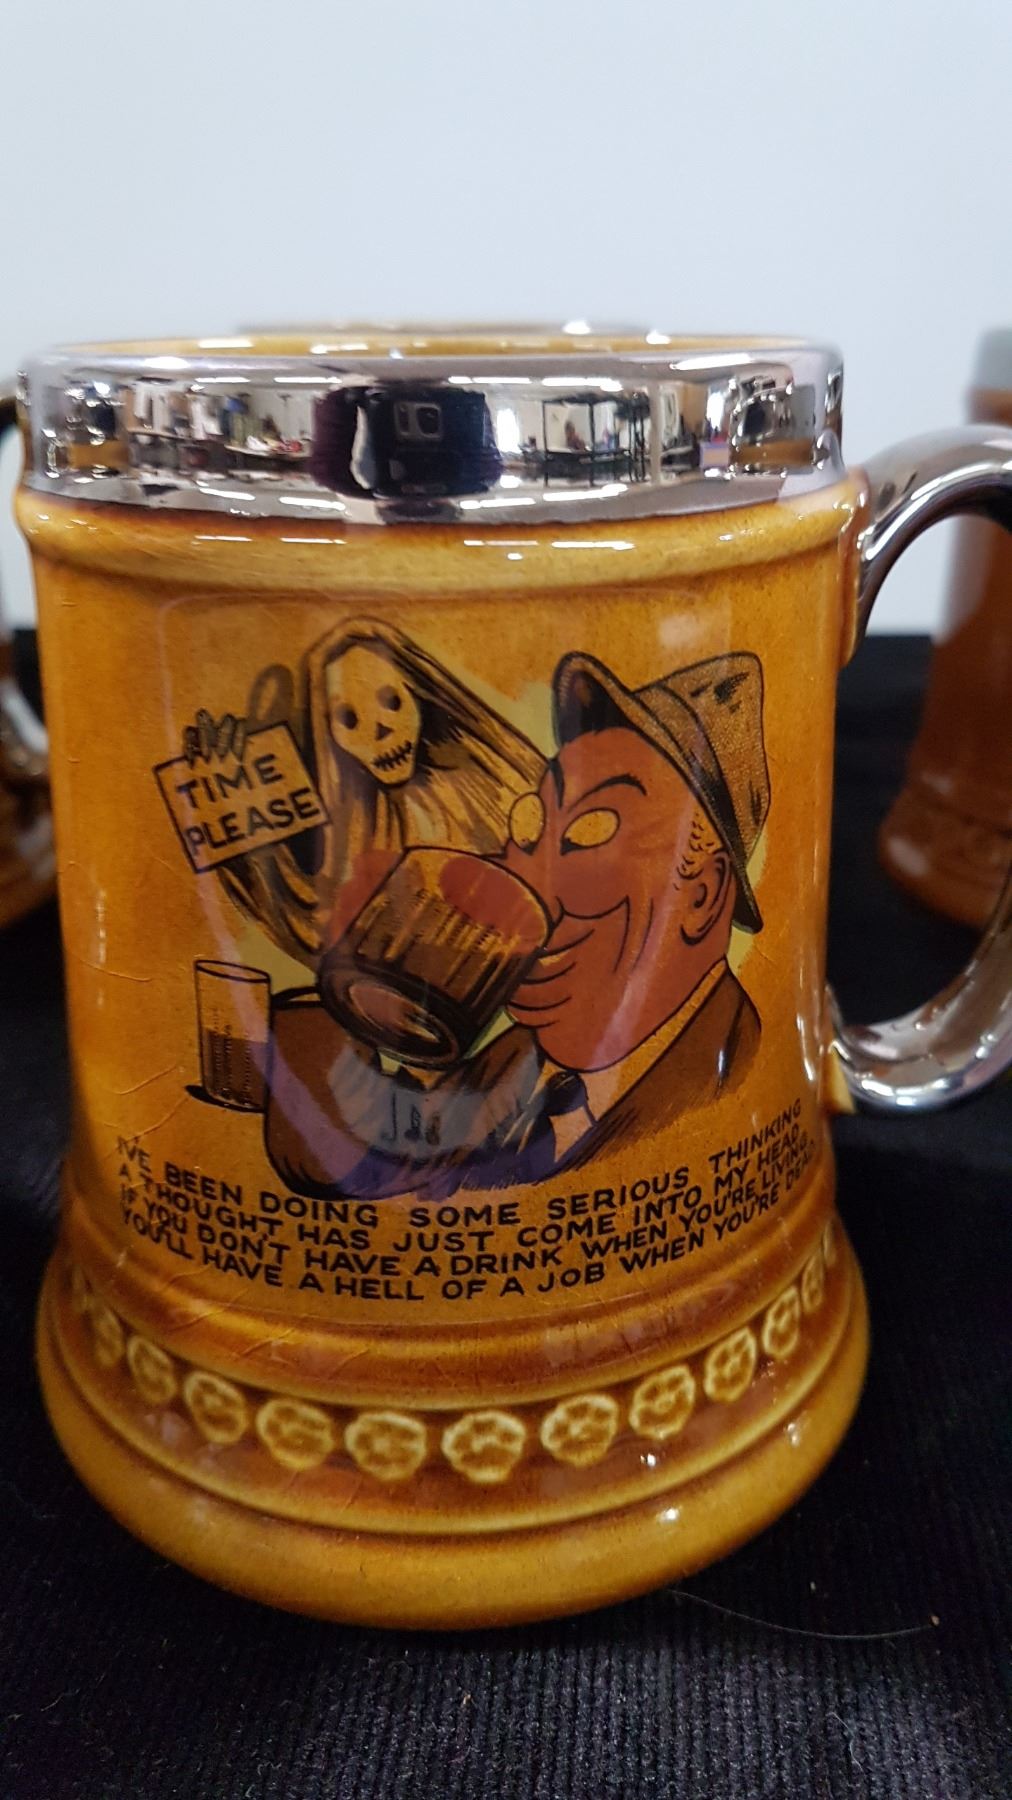 TIME
PLEASE
I'VE BEEN DOING SOME SERIOUS THINKING
A THOUGHT HAS JUST COME INTO MY HEAD
IF YOU DON'T HAVE A DRINK WHEN YOU'RE LIVING
YOU'LL HAVE A HELL OF A JOB WHEN YOU'RE DEAD